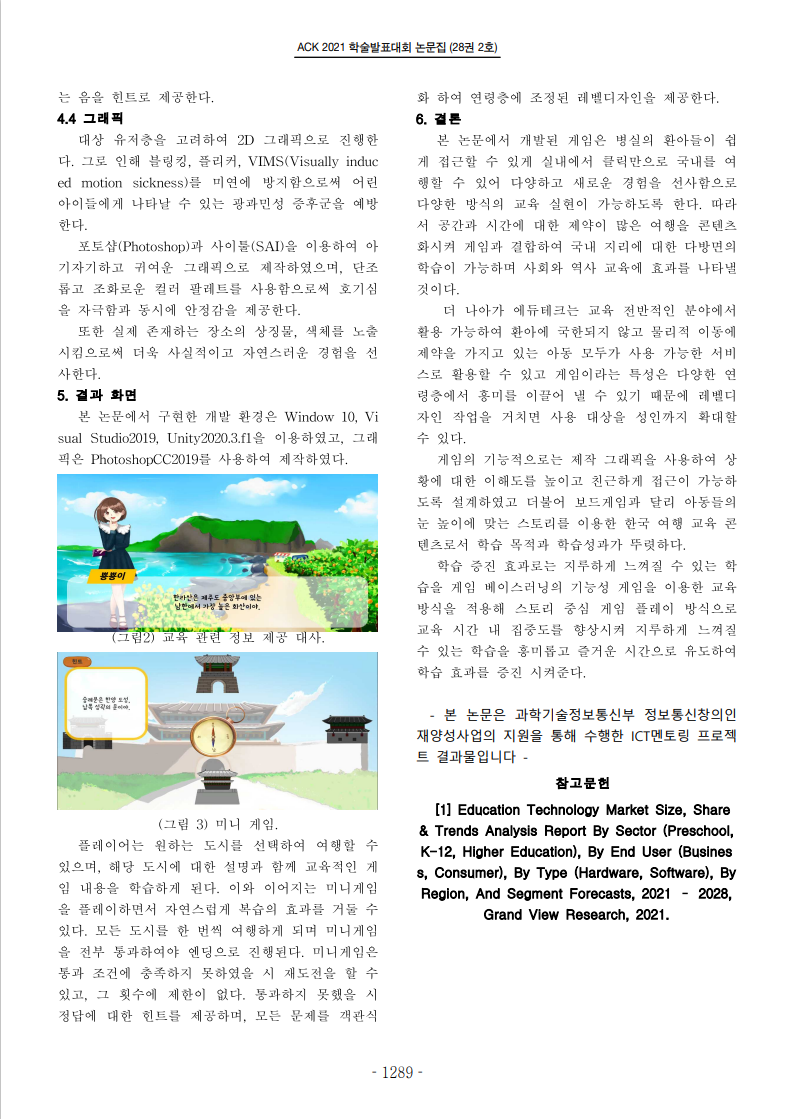 ACK 2021 학술발표대회 논문집 (28권 2호)
는 음을 힌트로 제공한다.
4.4 그래픽
대상 유저층을 고려하여 2D 그래픽으로 진행한
다. 그로 인해 블링킹, 플리커, VIMS(Visually induc
ed motion sickness)를 미연에 방지함으로써 어린
아이들에게 나타날 수 있는 광과민성 증후군을 예방
한다.
포토샵(Photoshop)과 사이툴(SAI)을 이용하여 아
기자기하고 귀여운 그래픽으로 제작하였으며, 단조
롭고 조화로운 컬러 팔레트를 사용함으로써 호기심
을 자극함과 동시에 안정감을 제공한다.
또한 실제 존재하는 장소의 상징물, 색체를 노출
시킴으로써 더욱 사실적이고 자연스러운 경험을 선
사한다.
5. 결과 화면
본 논문에서 구현한 개발 환경은 Window 10, Vi
sual Studio2019, Unity2020.3.f1을 이용하였고, 그래
픽은 PhotoshopCC2019를 사용하여 제작하였다.
뿅뿅이
한라산은 제주도 중앙부에 있는
남한에서 가장 높은 화산이야.
(그림2) 교육 관련 정보 제공 대사.
힌트
숭례문은 한양 도성,
남쪽 성곽의 문이야.
(그림 3) 미니 게임.
플레이어는 원하는 도시를 선택하여 여행할 수
있으며, 해당 도시에 대한 설명과 함께 교육적인 게
임 내용을 학습하게 된다. 이와 이어지는 미니게임
을 플레이하면서 자연스럽게 복습의 효과를 거둘 수
있다. 모든 도시를 한 번씩 여행하게 되며 미니게임
을 전부 통과하여야 엔딩으로 진행된다. 미니게임은
통과 조건에 충족하지 못하였을 시 재도전을 할 수
있고, 그 횟수에 제한이 없다. 통과하지 못했을 시
정답에 대한 힌트를 제공하며, 모든 문제를 객관식
화 하여 연령층에 조정된 레벨디자인을 제공한다.
6. 결론
본 논문에서 개발된 게임은 병실의 환아들이 쉽
게 접근할 수 있게 실내에서 클릭만으로 국내를 여
행할 수 있어 다양하고 새로운 경험을 선사함으로
다양한 방식의 교육 실현이 가능하도록 한다. 따라
서 공간과 시간에 대한 제약이 많은 여행을 콘텐츠
화시켜 게임과 결합하여 국내 지리에 대한 다방면의
학습이 가능하며 사회와 역사 교육에 효과를 나타낼
것이다.
더 나아가 에듀테크는 교육 전반적인 분야에서
활용 가능하여 환아에 국한되지 않고 물리적 이동에
제약을 가지고 있는 아동 모두가 사용 가능한 서비
스로 활용할 수 있고 게임이라는 특성은 다양한 연
령층에서 흥미를 이끌어 낼 수 있기 때문에 레벨디
자인 작업을 거치면 사용 대상을 성인까지 확대할
수 있다.
게임의 기능적으로는 제작 그래픽을 사용하여 상
황에 대한 이해도를 높이고 친근하게 접근이 가능하
도록 설계하였고 더불어 보드게임과 달리 아동들의
눈 높이에 맞는 스토리를 이용한 한국 여행 교육 콘
텐츠로서 학습 목적과 학습성과가 뚜렷하다.
학습 증진 효과로는 지루하게 느껴질 수 있는 학
습을 게임 베이스러닝의 기능성 게임을 이용한 교육
방식을 적용해 스토리 중심 게임 플레이 방식으로
교육 시간 내 집중도를 향상시켜 지루하게 느껴질
수 있는 학습을 흥미롭고 즐거운 시간으로 유도하여
학습 효과를 증진 시켜준다.
- 본 논문은 과학기술정보통신부 정보통신창의인
재양성사업의 지원을 통해 수행한 ICT멘토링 프로젝
트 결과물입니다 -
참고문헌
[1] Education Technology Market Size, Share
& Trends Analysis Report By Sector (Preschool,
K-12, Higher Education), By End User (Busines
s, Consumer), By Type (Hardware, Software), By
Region, And Segment Forecasts, 2021 - 2028,
Grand View Research, 2021.
- 1289 -